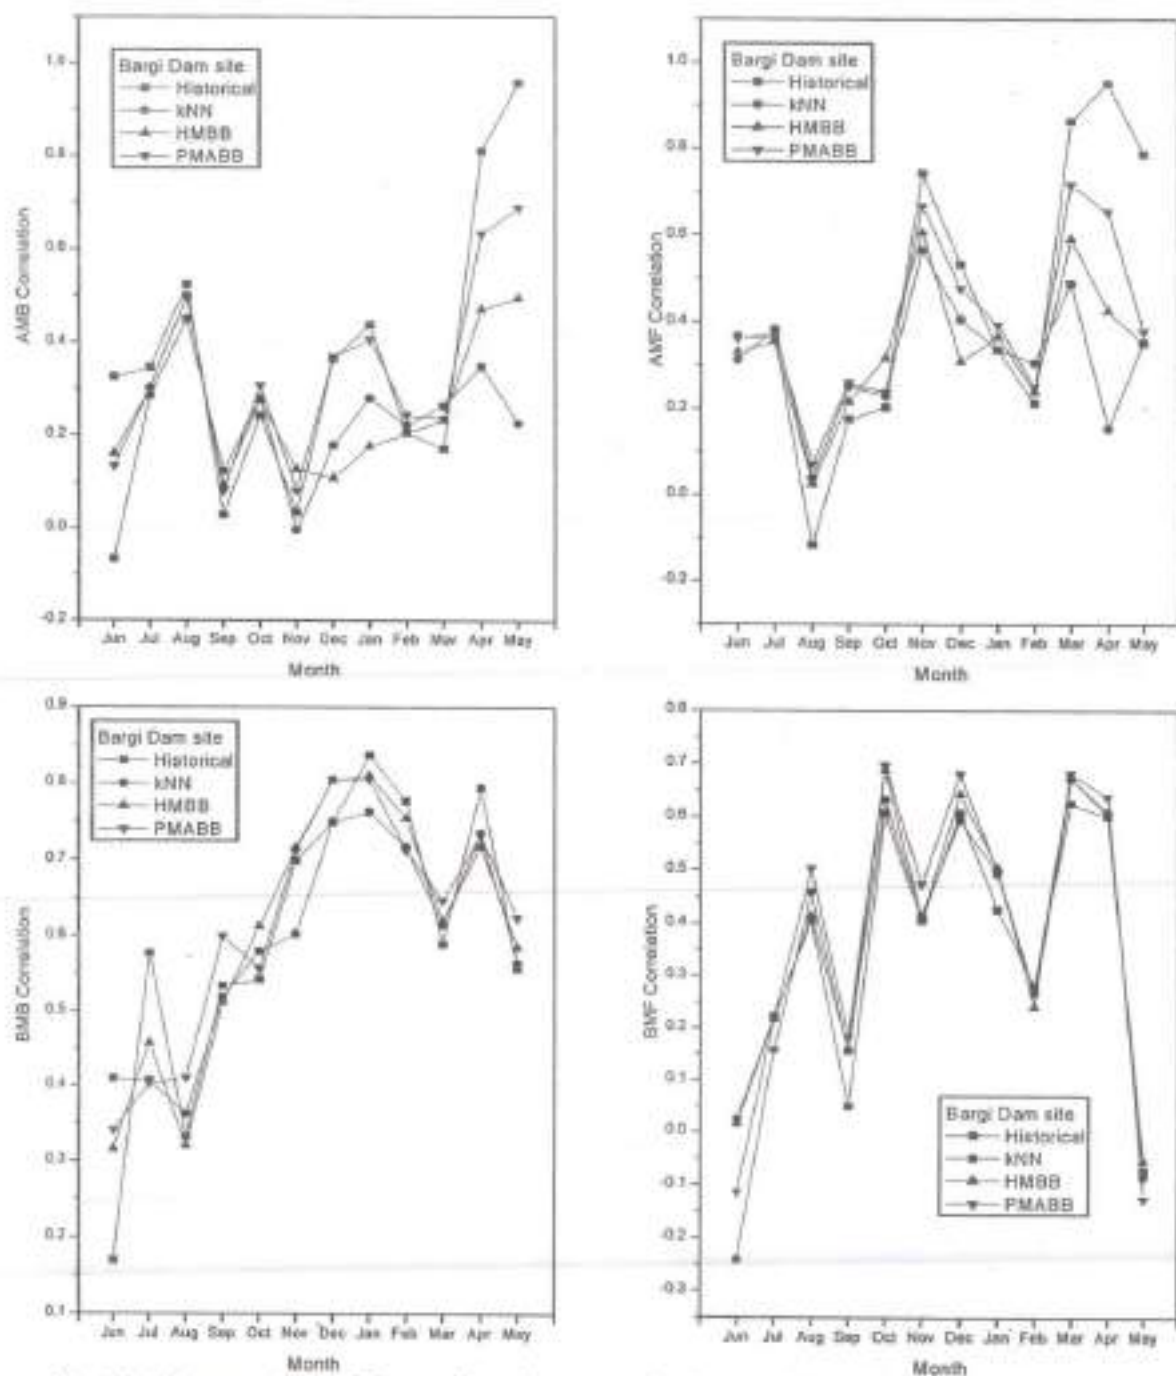 1.0
0.8
0.6
0.4
0.2
0.0
-0.2
AMB Correlation
Bargi Dam site
Historical
kNN
HMBB
PMABB
Jun Jul Aug Sep Oct Nov Dec Jan Feb Mar Apr May
Month
1.0
0.8
0.6
0.4
0.2
0.0
-0.2
AMF Correlation
Bargi Dam site
Historical
kNN
HMBB
PMABB
Jun Jul Aug Sep Oct Nov Dec Jan Feb Mar Apr May
Month
0.9
0.8
0.7
0.6
0.5
0.4
0.3
0.2
0.1
BMB Correlation
Bargi Dam site
Historical
kNN
HMBB
PMABB
Jun Jul Aug Sep Oct Nov Dec Jan Feb Mar Apr May
Month
0.8
0.7
0.6
0.5
0.4
0.3
0.2
0.1
0.0
-0.1
-0.2
-0.3
BMF Correlation
Bargi Dam site
Historical
kNN
HMBB
PMABB
Jun Jul Aug Sep Oct Nov Dec Jan Feb Mar Apr May
Month